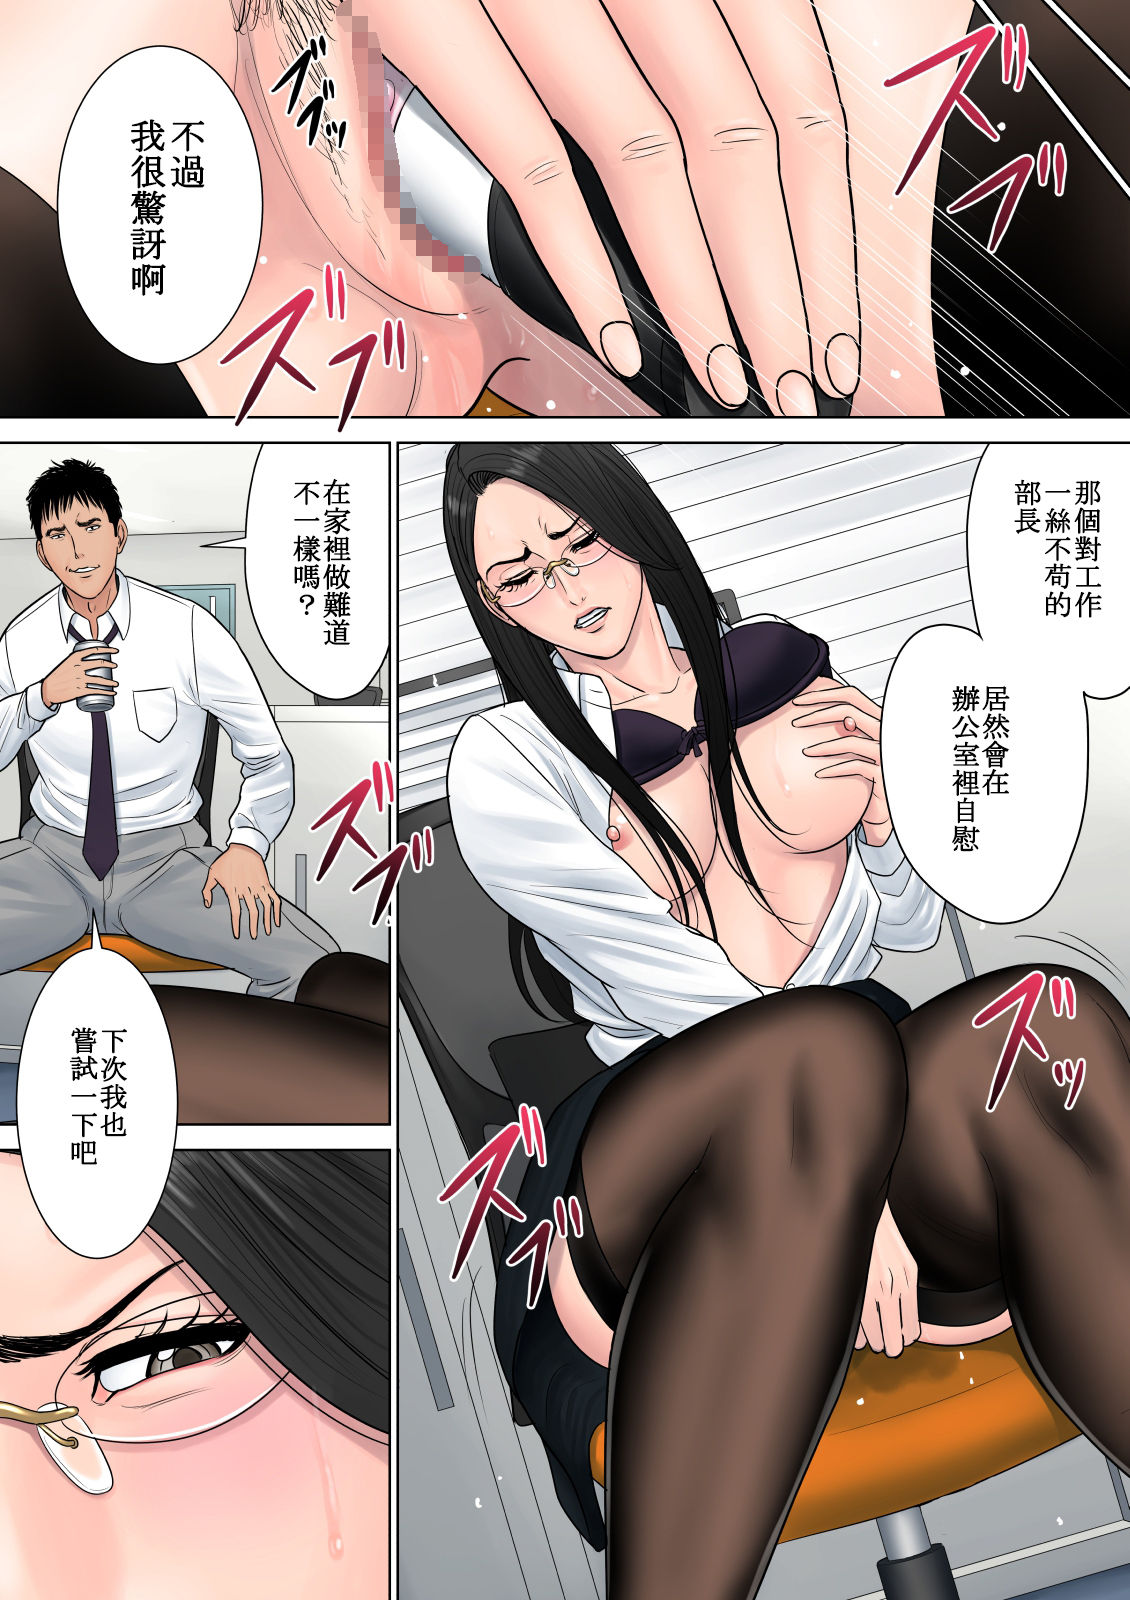 不過
我很驚訝啊
ズブ
ズブッ
ズブ
ズブ
那個對工作
一絲不苟的
部長
居然會在
辦公室裡自慰
在家裡做難道
不一樣嗎？
ズブ
ズッ
ズブ
下次我也
嘗試一下吧